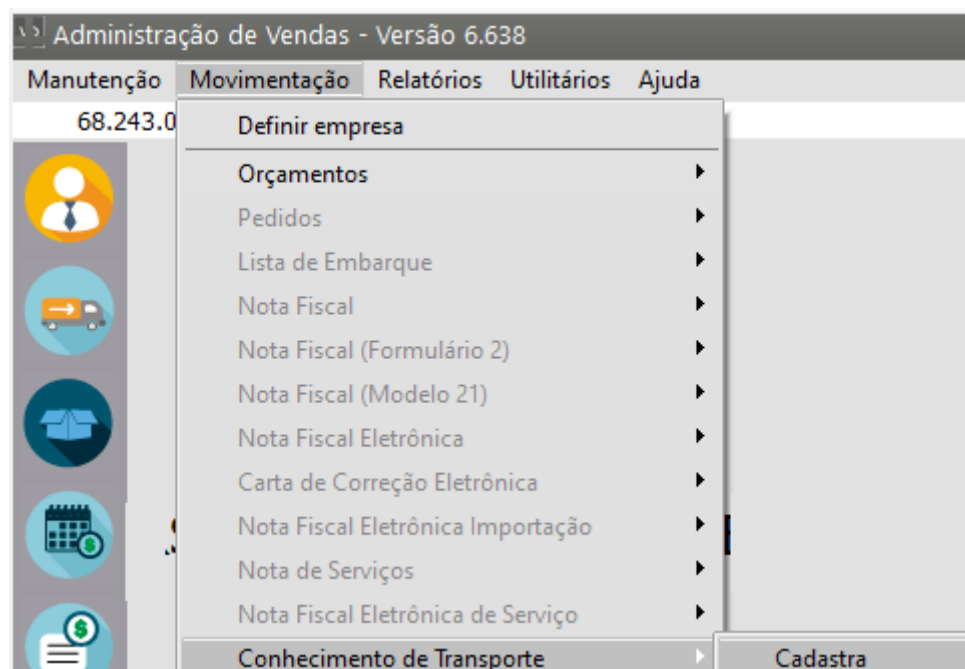 Administração de Vendas - Versão 6.638
Manutenção Movimentação Relatórios Utilitários Ajuda
68.243.0
Definir empresa
Orçamentos
Pedidos
Lista de Embarque
Nota Fiscal
Nota Fiscal (Formulário 2)
Nota Fiscal (Modelo 21)
Nota Fiscal Eletrônica
Carta de Correção Eletrônica
Nota Fiscal Eletrônica Importação
Nota de Serviços
Nota Fiscal Eletrônica de Serviço
Conhecimento de Transporte Cadastra